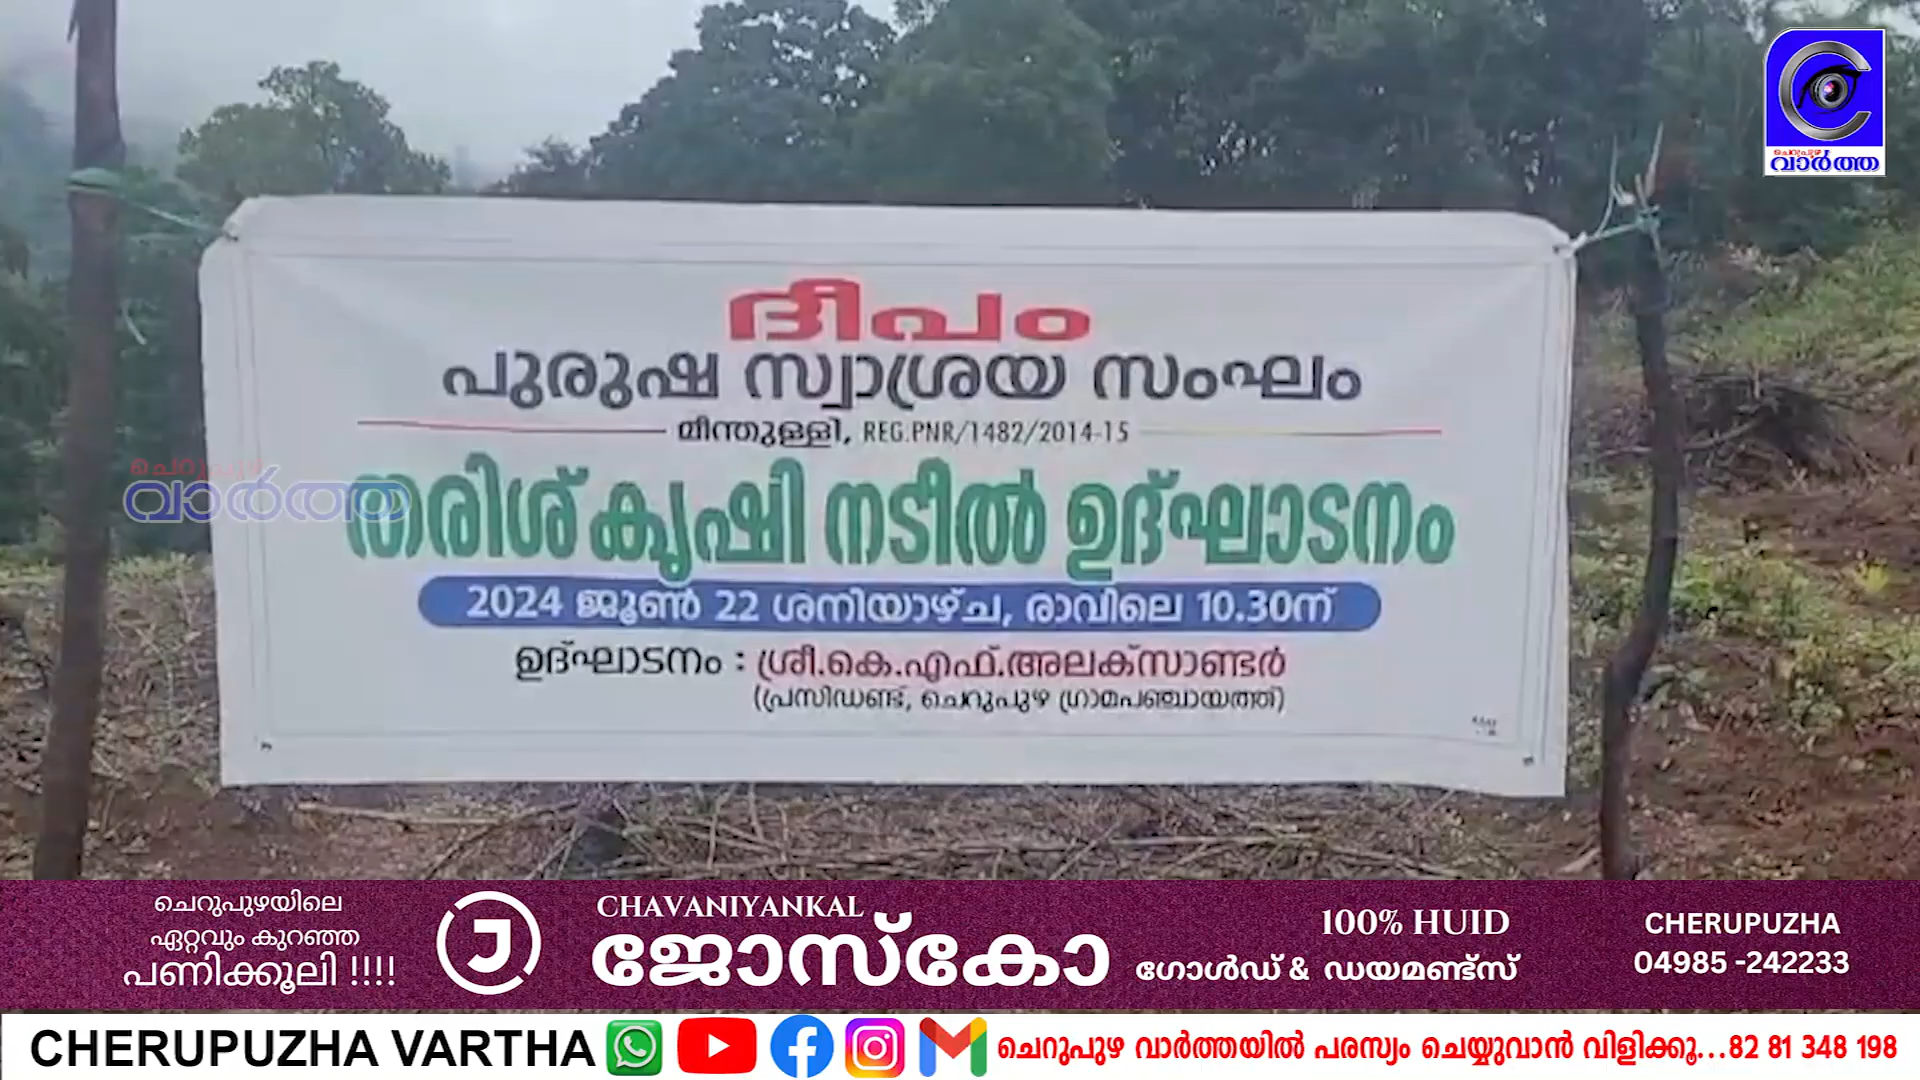 ചെറുപുഴ
വാർത്ത
ദീപം
പുരുഷ സ്വാശ്രയ സംഘം
മീന്തുള്ളി, REG.PNR/1482/2014-15
ചെറുപുഴ
വാർത്ത
തരിശ് കൃഷി നടീൽ ഉദ്ഘാടനം
2024 ജൂൺ 22 ശനിയാഴ്ച, രാവിലെ 10.30ന്
ഉദ്ഘാടനം : ശ്രീ.കെ.എഫ്.അലക്സാണ്ടർ
(പ്രസിഡണ്ട്, ചെറുപുഴ ഗ്രാമപഞ്ചായത്ത്)
ചെറുപുഴയിലെ
ഏറ്റവും കുറഞ്ഞ
പണിക്കൂലി !!!!
J
CHAVANIYANKAL
ജോസ്കോ
100% HUID
ഗോൾഡ് & ഡയമണ്ട്സ്
CHERUPUZHA
04985 -242233
CHERUPUZHA VARTHA
ചെറുപുഴ വാർത്തയിൽ പരസ്യം ചെയ്യുവാൻ വിളിക്കൂ...82 81 348 198